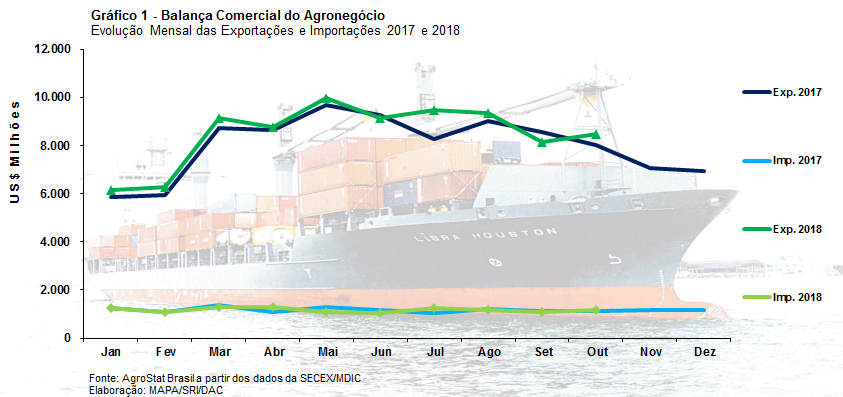 Gráfico 1 - Balança Comercial do Agronegócio
Evolução Mensal das Exportações e Importações 2017 e 2018
US$ Milhões
12.000
10.000
8.000
6.000
4.000
2.000
0
Jan Fev Mar Abr Mai Jun Jul Ago Set Out Nov Dez
Exp. 2017
Imp. 2017
Exp. 2018
Imp. 2018
LIBRA HOUSTON
Fonte: AgroStat Brasil a partir dos dados da SECEX/MDIC
Elaboração: MAPA/SRI/DAC